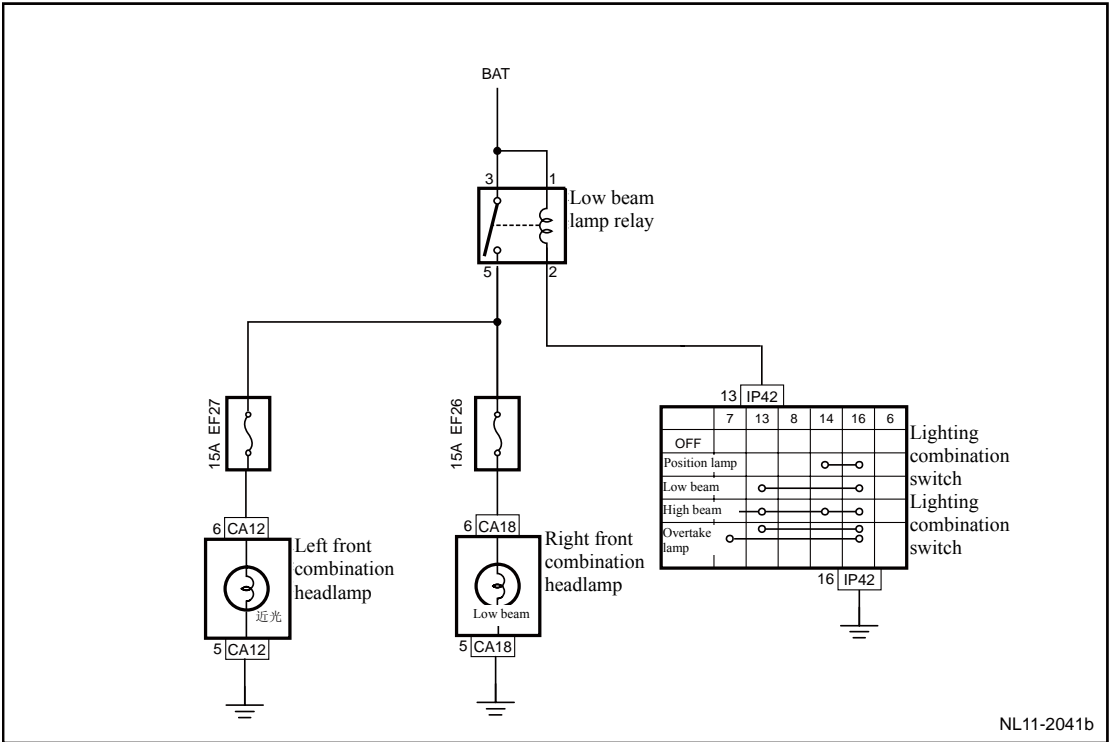 BAT
3 1
Low beam
lamp relay
5 2
15A EF27
15A EF26
13 IP42
7 13 8 14 16 6
OFF
Position lamp
Low beam
High beam
Overtake
lamp
Lighting
combination
switch
Lighting
combination
switch
16 IP42
6 CA12
Left front
combination
headlamp
近光
5 CA12
6 CA18
Right front
combination
headlamp
Low beam
5 CA18
NL11-2041b